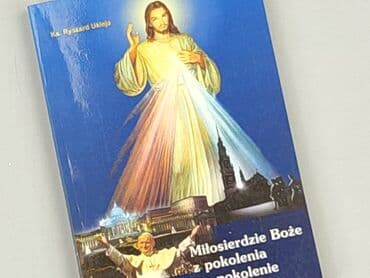 Ks. Ryszard Ukleja
Miłosierdzie Boże
z pokolenia
pokolenie